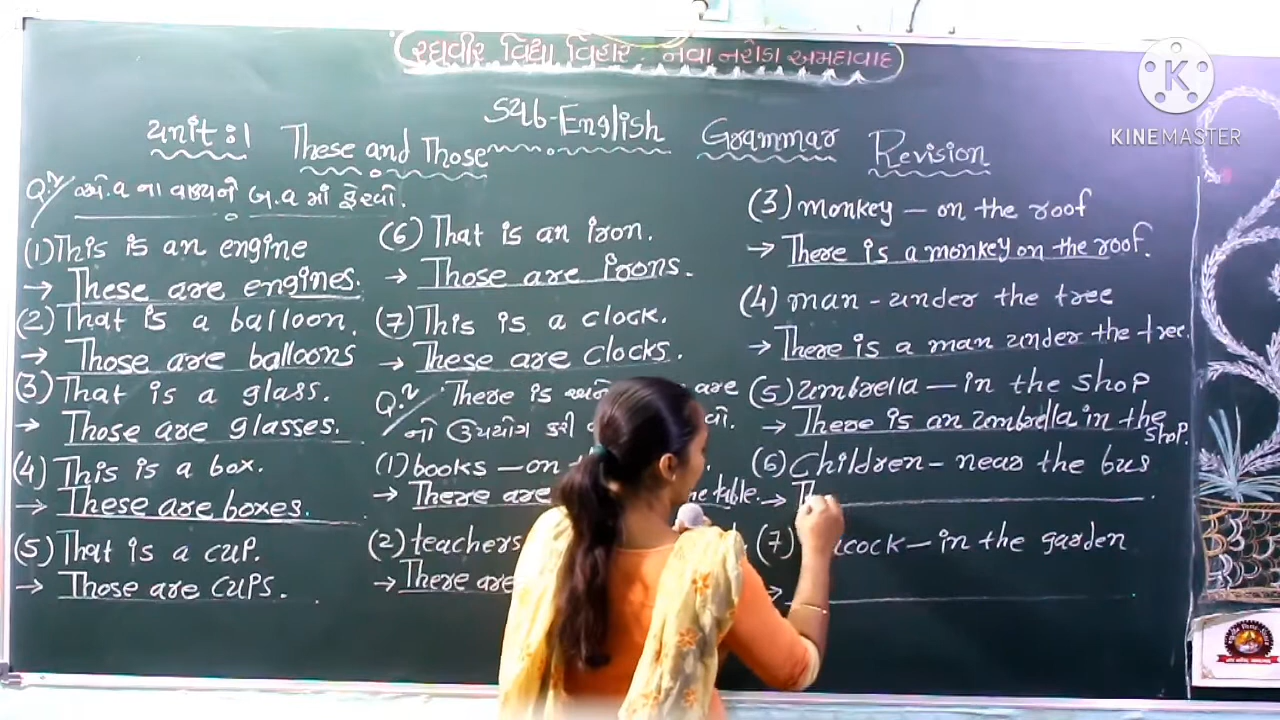 રઘુવીર વિદ્યા વિહાર. નવા નરોડા અમદાવાદ
KINEMASTER
Sub-English Grammar Revision
Unit:1 These and Those
Q.1 એ.વ ના વાક્યને બ.વ માં ફેરવો.
(1) This is an engine
→ These are engines.
(2) That is a balloon.
→ Those are balloons
(3) That is a glass.
→ Those are glasses.
(4) This is a box.
→ These are boxes.
(5) That is a cup.
→ Those are cups.
(6) That is an iron.
→ Those are irons.
(7) This is a clock.
→ These are clocks.
Q.2 There is અને are
નો ઉપયોગ કરી
(1) books – on
→ There are table.
(2) teachers
→ There are
(3) monkey – on the roof
→ There is a monkey on the roof.
(4) man - under the tree
→ There is a man under the tree.
(5) umbrella – in the shop
→ There is an umbrella in the
shop.
(6) Children – near the bus
→ Th
(7) cock – in the garden
→